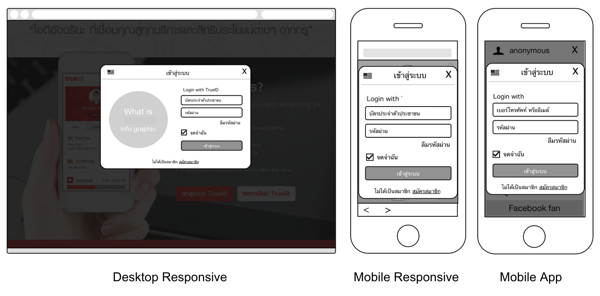 "ไอดีอัจฉริยะ ที่เชื่อมคุณสู่ทุกบริการและสิทธิประโยชน์ต่างๆ จากทรู"
เข้าสู่ระบบ X
Login with TrueID
What is
info graphic
บัตรประจำตัวประชาชน
รหัสผ่าน
ลืมรหัสผ่าน
จดจำฉัน
เข้าสู่ระบบ
ไม่ได้เป็นสมาชิก สมัครสมาชิก
Desktop Responsive
เข้าสู่ระบบ X
Login with
บัตรประจำตัวประชาชน
รหัสผ่าน
ลืมรหัสผ่าน
จดจำฉัน
เข้าสู่ระบบ
ไม่ได้เป็นสมาชิก สมัครสมาชิก
< >
Mobile Responsive
anonymous X
เข้าสู่ระบบ X
Login with
เบอร์โทรศัพท์ หรืออีเมล์
รหัสผ่าน
ลืมรหัสผ่าน
จดจำฉัน
เข้าสู่ระบบ
ไม่ได้เป็นสมาชิก สมัครสมาชิก
Facebook fan
Mobile App